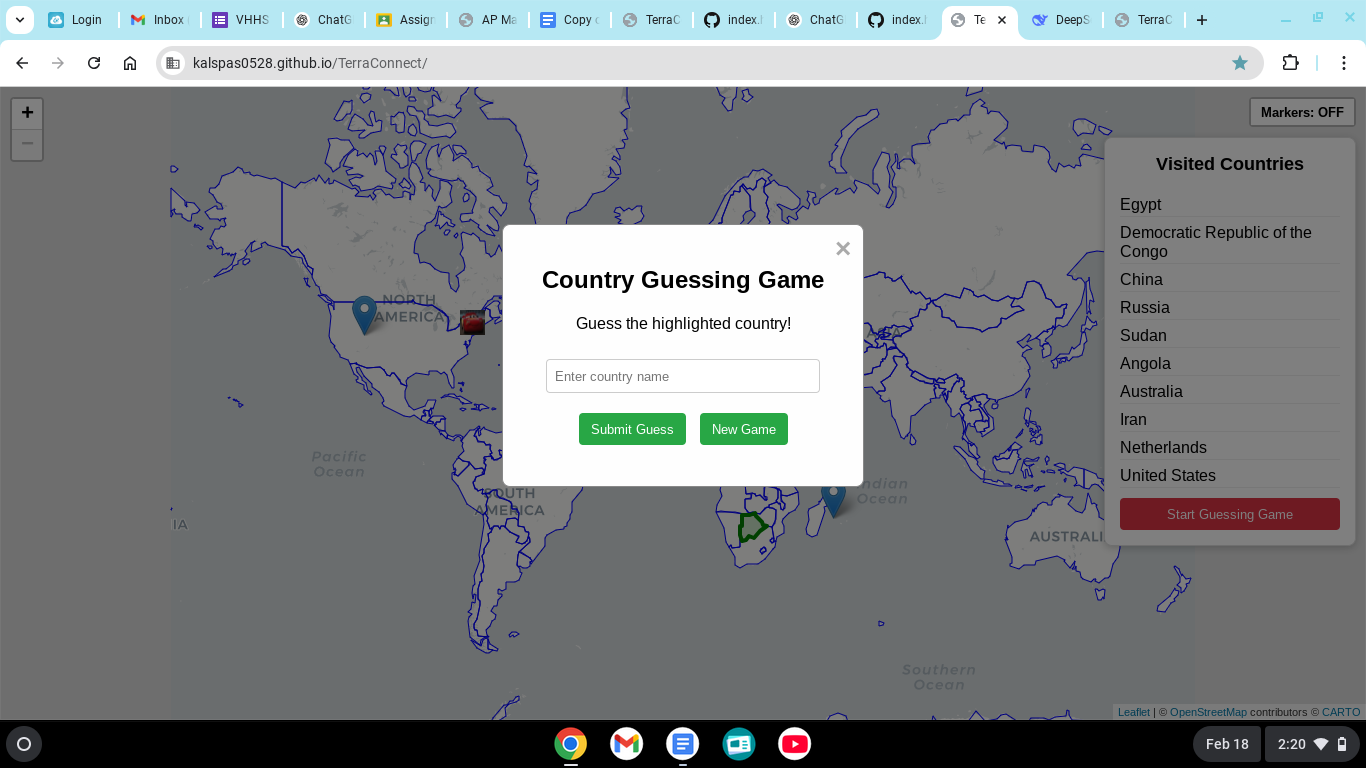 Login
Inbox
VHHS
ChatG
Assign
AP Ma
Copy o
TerraC
index.h
ChatG
index.h
Te
DeepS
TerraC
kalspas0528.github.io/TerraConnect/
+
−
Markers: OFF
Visited Countries
Egypt
Democratic Republic of the
Congo
China
Russia
Sudan
Angola
Australia
Iran
Netherlands
United States
Start Guessing Game
×
Country Guessing Game
Guess the highlighted country!
Enter country name
Submit Guess
New Game
NORTH
AMERICA
ASIA
Pacific
Ocean
SOUTH
AMERICA
Indian
Ocean
IA
AUSTRALI
Southern
Ocean
Leaflet | © OpenStreetMap contributors © CARTO
Feb 18
2:20